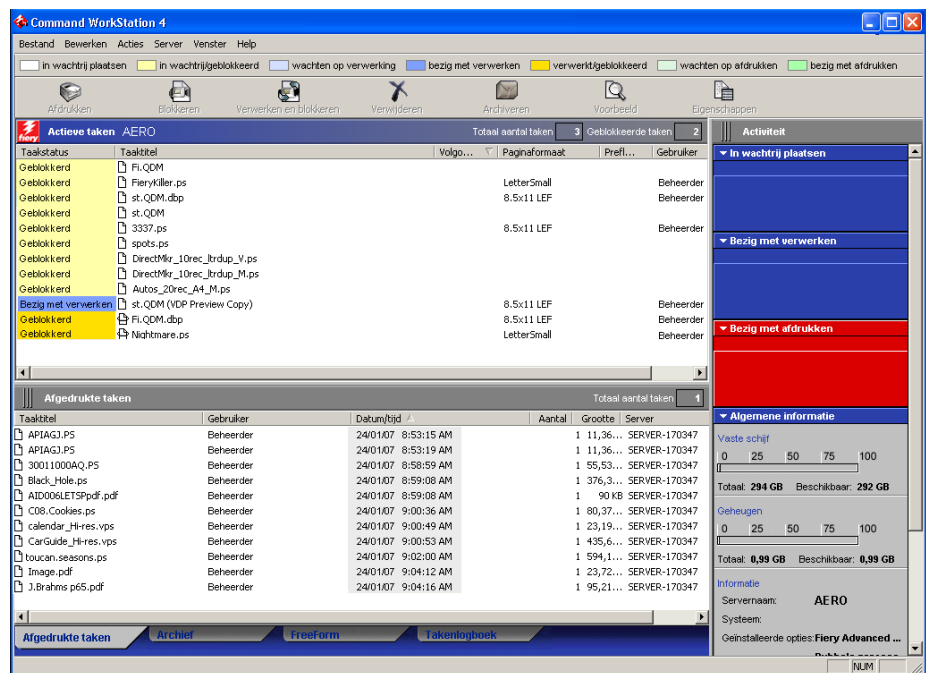 Command WorkStation 4
Bestand Bewerken Acties Server Venster Help
in wachtrij plaatsen in wachtrij/geblokkeerd wachten op verwerking bezig met verwerken verwerkt/geblokkeerd wachten op afdrukken bezig met afdrukken
Afdrukken Blokkeren Verwerken en blokkeren Verwijderen Archiveren Voorbeeld Eigenschappen
fiery Actieve taken AERO Totaal aantal taken 3 Geblokkeerde taken 2
Taakstatus Taaktitel Volgo... Paginaformaat Prefl... Gebruiker
Geblokkerd Fi.QDM
Geblokkerd FieryKiller.ps LetterSmall Beheerder
Geblokkerd st.QDM.dbp 8.5x11 LEF Beheerder
Geblokkerd st.QDM
Geblokkerd 3337.ps 8.5x11 LEF Beheerder
Geblokkerd spots.ps
Geblokkerd DirectMkr_10rec_ltrdup_V.ps
Geblokkerd DirectMkr_10rec_ltrdup_M.ps
Geblokkerd Autos_20rec_A4_M.ps
Bezig met verwerken st.QDM (VDP Preview Copy) 8.5x11 LEF Beheerder
Geblokkerd Fi.QDM.dbp 8.5x11 LEF Beheerder
Geblokkerd Nightmare.ps LetterSmall Beheerder
Afgedrukte taken Totaal aantal taken 1
Taaktitel Gebruiker Datum/tijd Aantal Grootte Server
APIAGJ.PS Beheerder 24/01/07 8:53:15 AM 1 11,36... SERVER-170347
APIAGJ.PS Beheerder 24/01/07 8:53:19 AM 1 11,36... SERVER-170347
30011000AQ.PS Beheerder 24/01/07 8:58:59 AM 1 55,53... SERVER-170347
Black_Hole.ps Beheerder 24/01/07 8:59:08 AM 1 376,3... SERVER-170347
AID006LETSPpdf.pdf Beheerder 24/01/07 8:59:08 AM 1 90 KB SERVER-170347
C08.Cookies.ps Beheerder 24/01/07 9:00:36 AM 1 80,37... SERVER-170347
calendar_Hi-res.vps Beheerder 24/01/07 9:00:49 AM 1 23,19... SERVER-170347
CarGuide_Hi-res.vps Beheerder 24/01/07 9:00:53 AM 1 435,6... SERVER-170347
toucan.seasons.ps Beheerder 24/01/07 9:02:00 AM 1 594,1... SERVER-170347
Image.pdf Beheerder 24/01/07 9:04:12 AM 1 23,72... SERVER-170347
J.Brahms p65.pdf Beheerder 24/01/07 9:04:16 AM 1 95,21... SERVER-170347
Afgedrukte taken Archief FreeForm Takenlogboek
Activiteit
In wachtrij plaatsen
Bezig met verwerken
Bezig met afdrukken
Algemene informatie
Vaste schijf
0 25 50 75 100
Totaal: 294 GB Beschikbaar: 292 GB
Geheugen
0 25 50 75 100
Totaal: 0,99 GB Beschikbaar: 0,99 GB
Informatie
Servernaam: AERO
Systeem:
Geïnstalleerde opties: Fiery Advanced ...
NUM